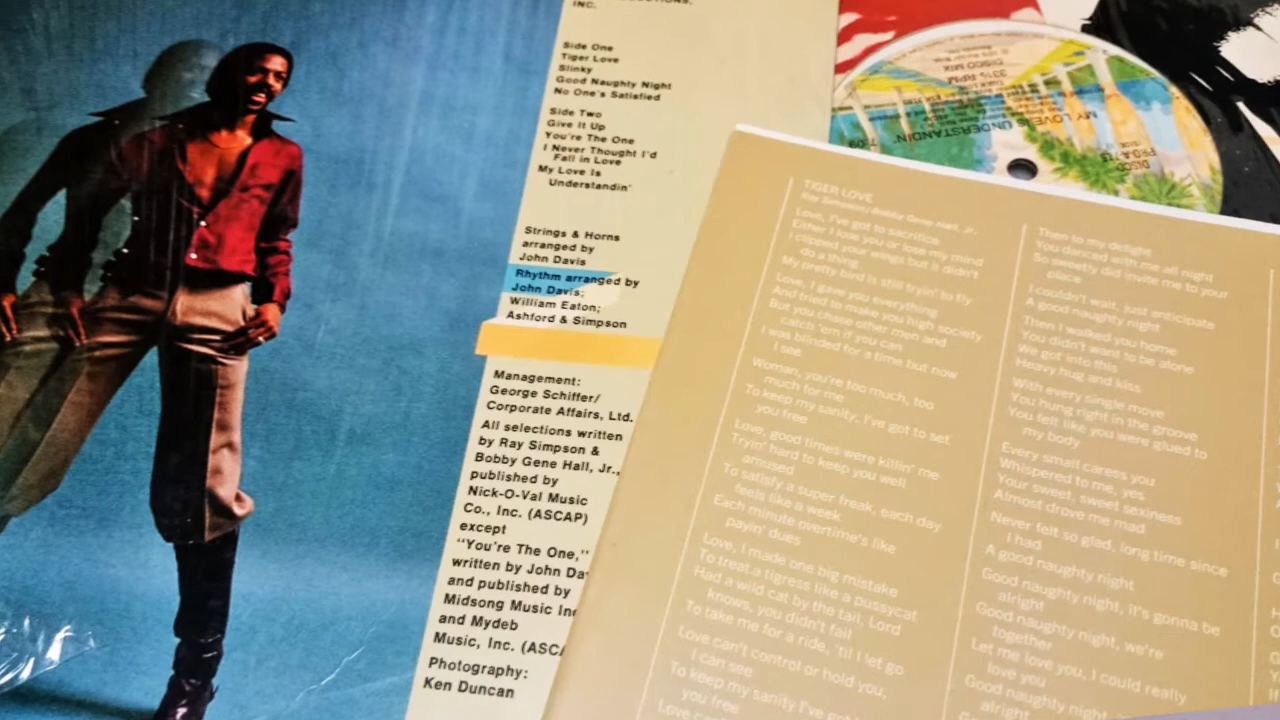 INC.
Side One
Tiger Love
Slinky
Good Naughty Night
No One's Satisfied
Side Two
Give It Up
You're The One
I Never Thought I'd
Fall in Love
My Love Is
Understandin'
Strings & Horns
arranged by
John Davis
Rhythm arranged by
John Davis;
William Eaton;
Ashford & Simpson
Management:
George Schiffer/
Corporate Affairs, Ltd.
All selections written
by Ray Simpson &
Bobby Gene Hall, Jr.,
published by
Nick-O-Val Music
Co., Inc. (ASCAP)
except
"You're The One,"
written by John
and published by
Midsong Music
and Mydeb
Music, Inc.
Photography:
Ken Duncan
DISCO MIX
33⅓ RPM
MY LOVE IS UNDERSTANDIN'
7:09
DISCO
TIGER LOVE
Ray Simpson/Bobby Gene Hall, Jr.
Love, I've got to sacrifice
Either I lose you or lose my mind
I clipped your wings but it didn't
do a thing
My pretty bird is still tryin' to fly
Love, I gave you everything
And tried to make you high society
But you chase other men and
catch 'em if you can
I was blinded for a time but now
I see
Woman, you're too much, too
much for me
To keep my sanity, I've got to set
you free
Love, good times were killin' me
Tryin' hard to keep you well
amused
To satisfy a super freak, each day
feels like a week
Each minute overtime's like
payin' dues
Love, I made one big mistake
To treat a tigress like a pussycat
Had a wild cat by the tail, Lord
knows, you didn't fail
To take me for a ride, 'til I let go
Love can't control or hold you,
I can see
To keep my sanity I've got
you free
Love
Then to my delight
You danced with me all night
So sweetly did invite me to your
place
I couldn't wait, just anticipate
A good naughty night
When I walked you home
You didn't want to be alone
We got into this
Heavy hug and kiss
With every single move
You hung right in the groove
You felt like you were glued to
my body
Every small caress you
Whispered to me, yes
Your sweet, sweet sexiness
Almost drove me mad
Never felt so glad, long time since
I had
A good naughty night
Good naughty night, it's gonna be
alright
Good naughty night, we're
together
Let me love you, I could really
love you
Good naughty night,
alright